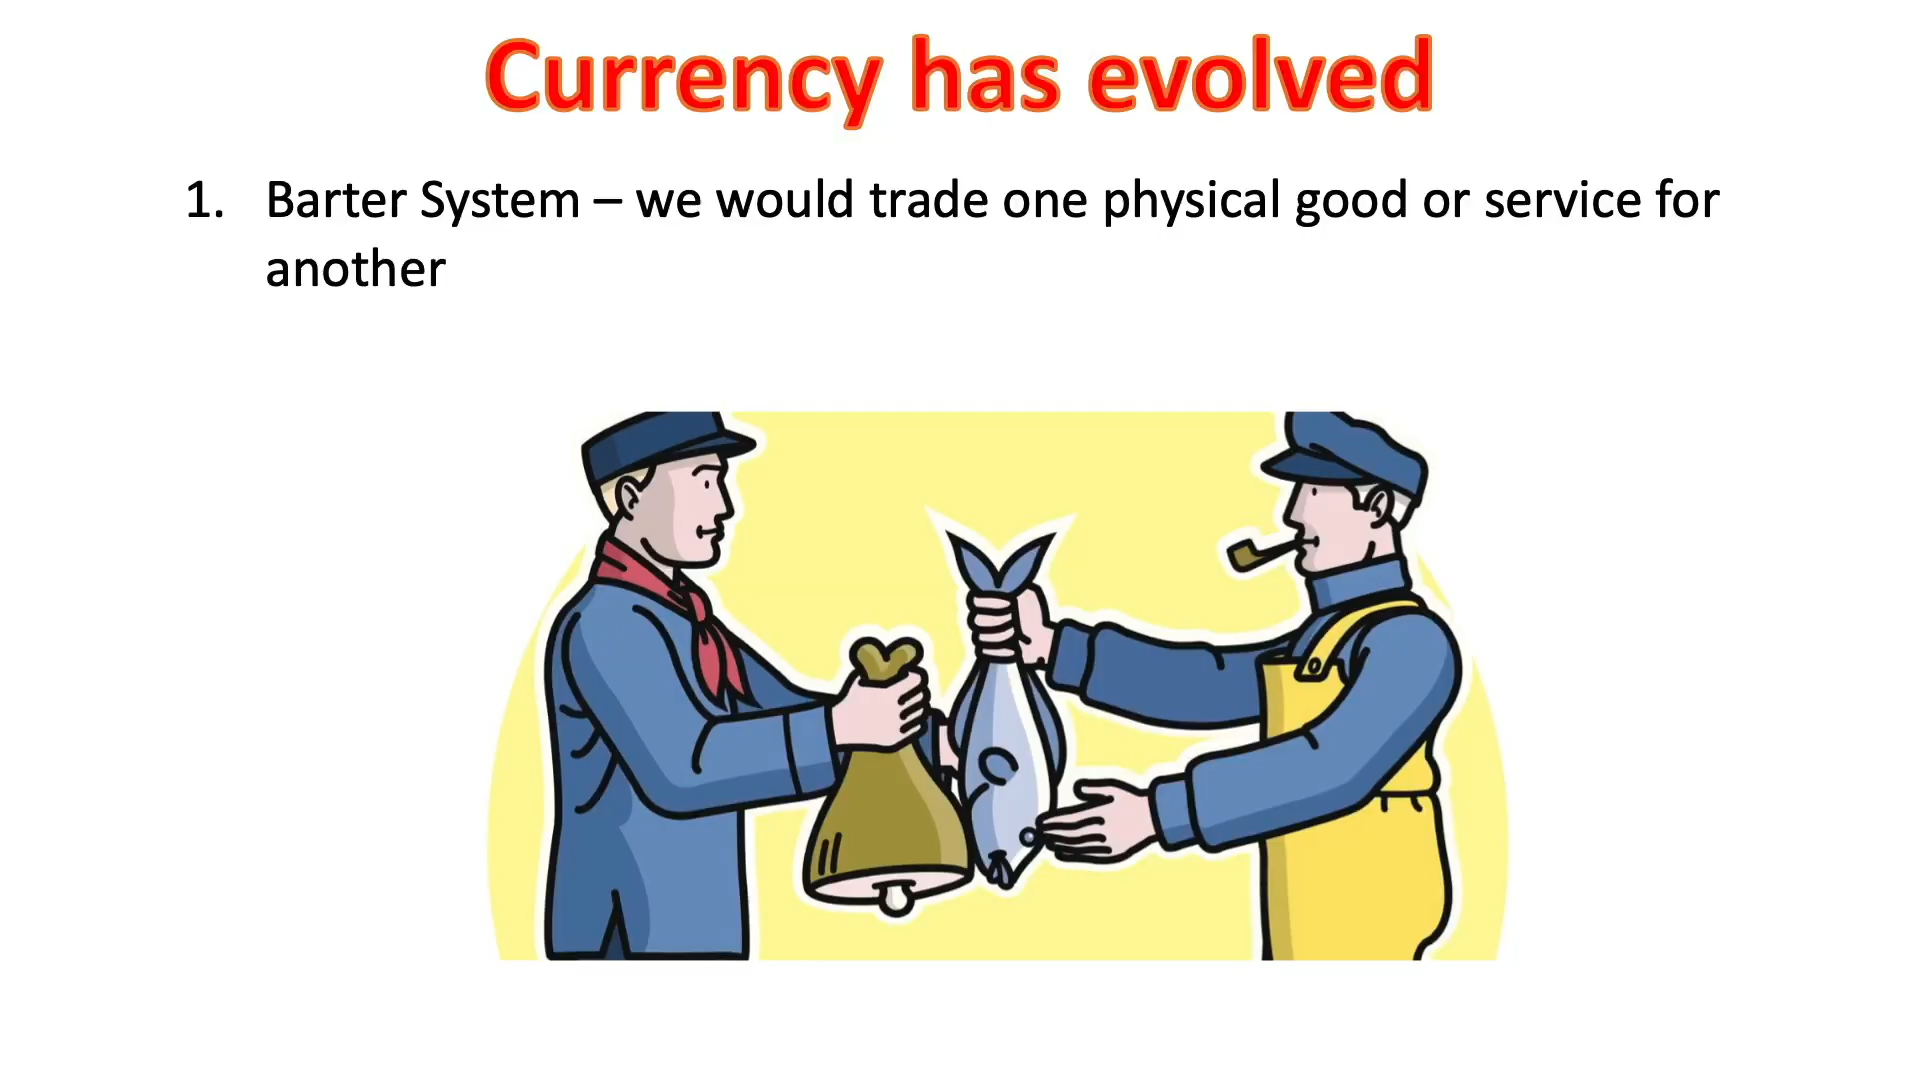 Currency has evolved
1. Barter System – we would trade one physical good or service for
another